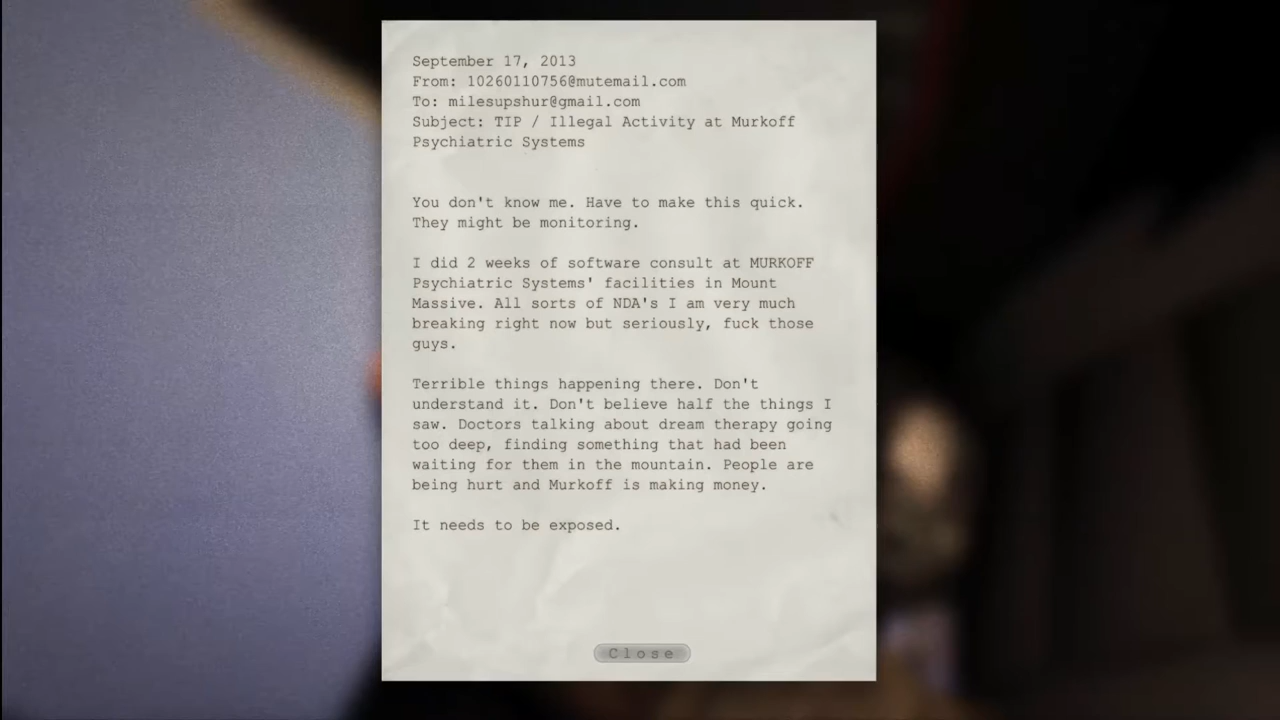 September 17, 2013
From: 10260110756@mutemail.com
To: milesupshur@gmail.com
Subject: TIP / Illegal Activity at Murkoff
Psychiatric Systems
You don't know me. Have to make this quick.
They might be monitoring.
I did 2 weeks of software consult at MURKOFF
Psychiatric Systems' facilities in Mount
Massive. All sorts of NDA's I am very much
breaking right now but seriously, fuck those
guys.
Terrible things happening there. Don't
understand it. Don't believe half the things I
saw. Doctors talking about dream therapy going
too deep, finding something that had been
waiting for them in the mountain. People are
being hurt and Murkoff is making money.
It needs to be exposed.
Close